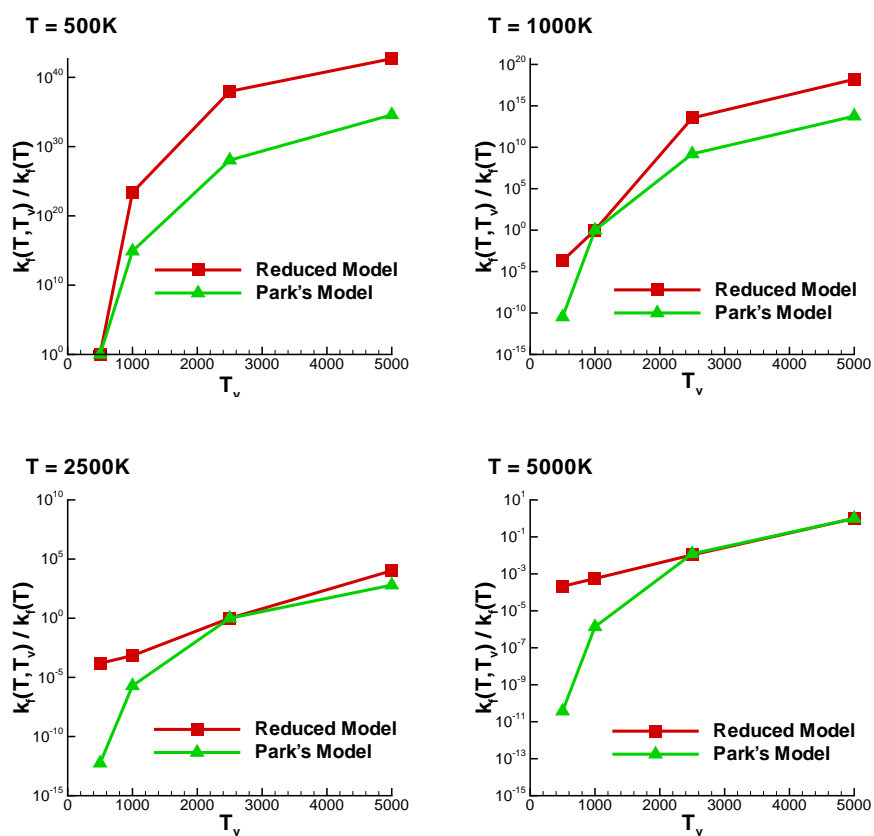 T = 500K
10^40
10^30
10^20
10^10
10^0
k_f(T,T_v) / k_f(T)
Reduced Model
Park's Model
0 1000 2000 3000 4000 5000
T_v
T = 1000K
10^20
10^15
10^10
10^5
10^0
10^-5
10^-10
10^-15
k_f(T,T_v) / k_f(T)
Reduced Model
Park's Model
0 1000 2000 3000 4000 5000
T_v
T = 2500K
10^10
10^5
10^0
10^-5
10^-10
10^-15
k_f(T,T_v) / k_f(T)
Reduced Model
Park's Model
0 1000 2000 3000 4000 5000
T_v
T = 5000K
10^1
10^-1
10^-3
10^-5
10^-7
10^-9
10^-11
10^-13
10^-15
k_f(T,T_v) / k_f(T)
Reduced Model
Park's Model
0 1000 2000 3000 4000 5000
T_v